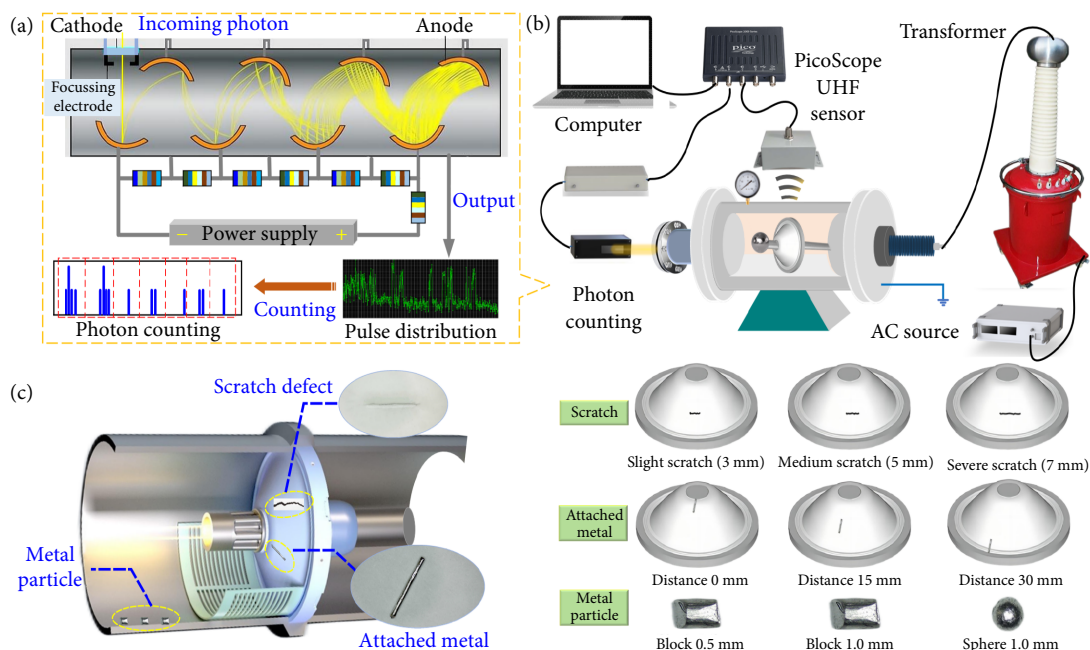 (a)
Cathode
Incoming photon
Anode
Focussing
electrode
Output
− Power supply +
Counting
Photon counting
Pulse distribution
(b)
pico
PicoScope
UHF
sensor
Transformer
Computer
Photon
counting
AC source
(c)
Scratch defect
Metal
particle
Attached metal
Scratch
Slight scratch (3 mm)
Medium scratch (5 mm)
Severe scratch (7 mm)
Attached
metal
Distance 0 mm
Distance 15 mm
Distance 30 mm
Metal
particle
Block 0.5 mm
Block 1.0 mm
Sphere 1.0 mm